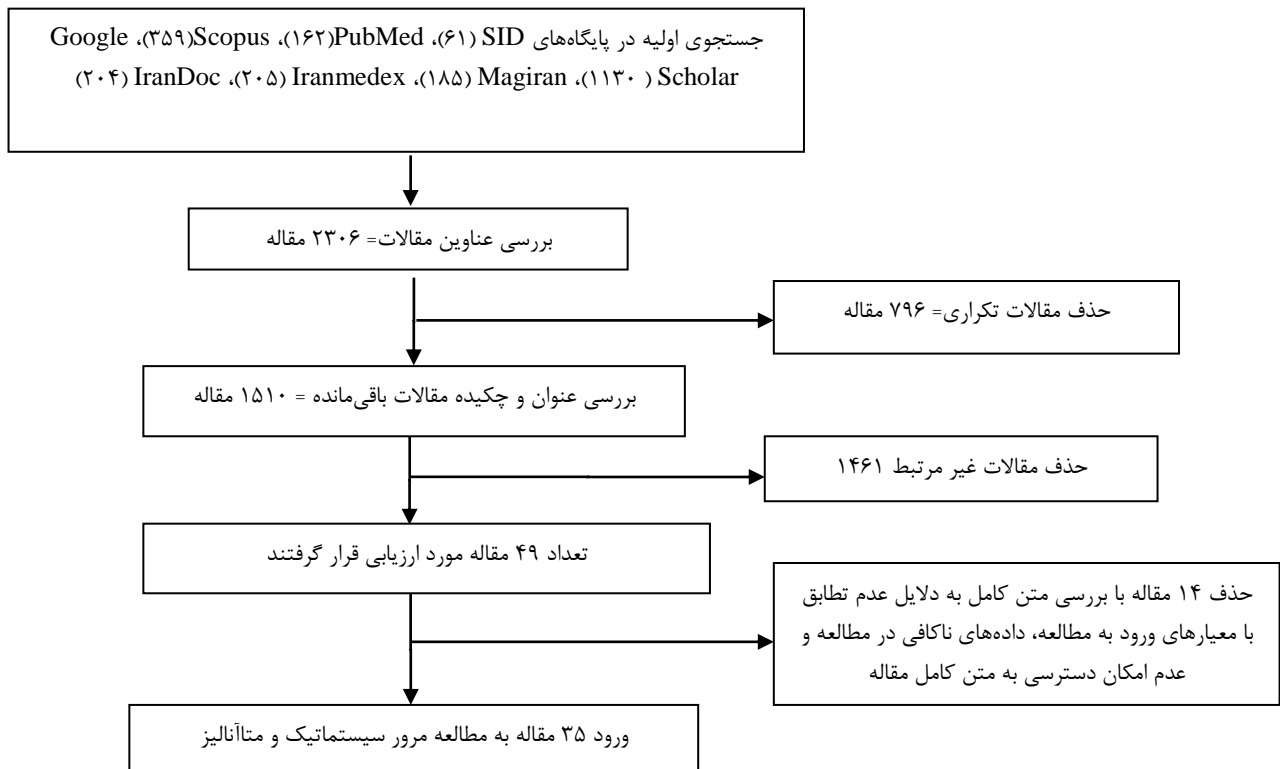 جستجوی اولیه در پایگاه‌های SID (۶۱)، PubMed(۱۶۲)، Scopus(۳۵۹)، Google
Scholar ( ۱۱۳۰)، Magiran (۱۸۵)، Iranmedex (۲۰۵)، IranDoc (۲۰۴)
بررسی عناوین مقالات= ۲۳۰۶ مقاله
حذف مقالات تکراری= ۷۹۶ مقاله
بررسی عنوان و چکیده مقالات باقی‌مانده = ۱۵۱۰ مقاله
حذف مقالات غیر مرتبط ۱۴۶۱
تعداد ۴۹ مقاله مورد ارزیابی قرار گرفتند
حذف ۱۴ مقاله با بررسی متن کامل به دلایل عدم تطابق
با معیارهای ورود به مطالعه، داده‌های ناکافی در مطالعه و
عدم امکان دسترسی به متن کامل مقاله
ورود ۳۵ مقاله به مطالعه مرور سیستماتیک و متاآنالیز